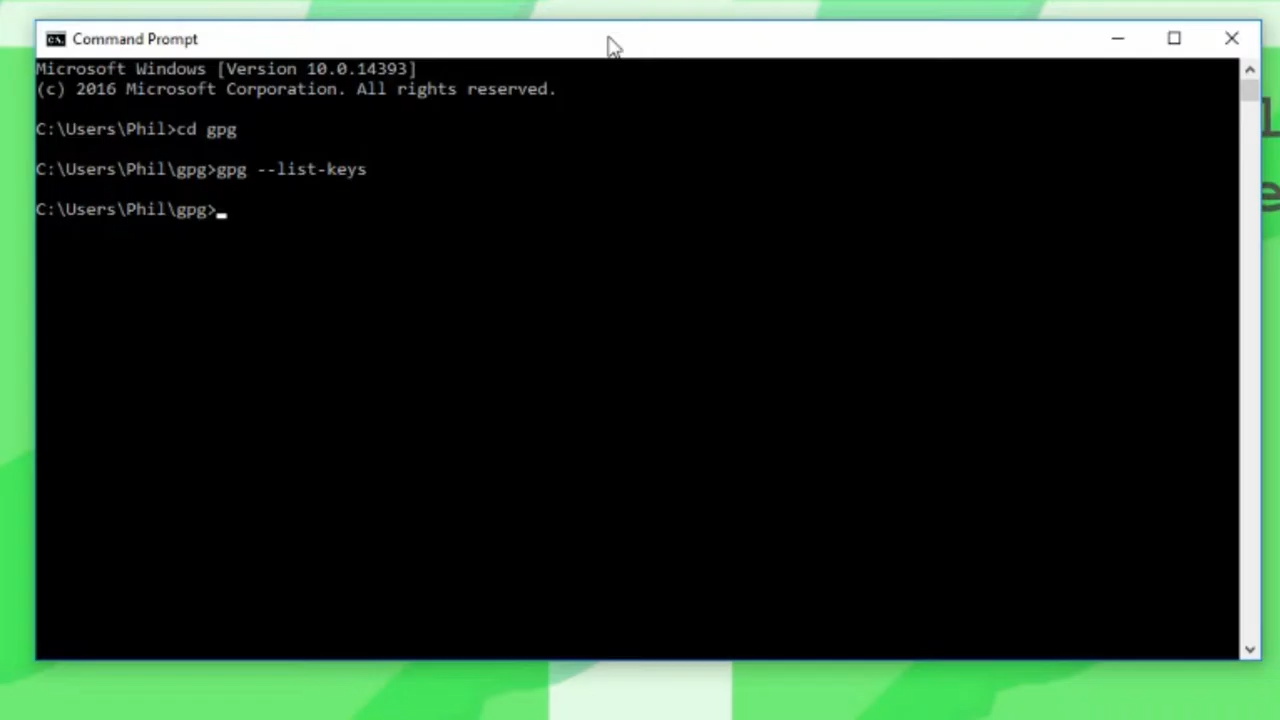 Command Prompt
Microsoft Windows [Version 10.0.14393]
(c) 2016 Microsoft Corporation. All rights reserved.
C:\Users\Phil>cd gpg
C:\Users\Phil\gpg>gpg --list-keys
C:\Users\Phil\gpg>